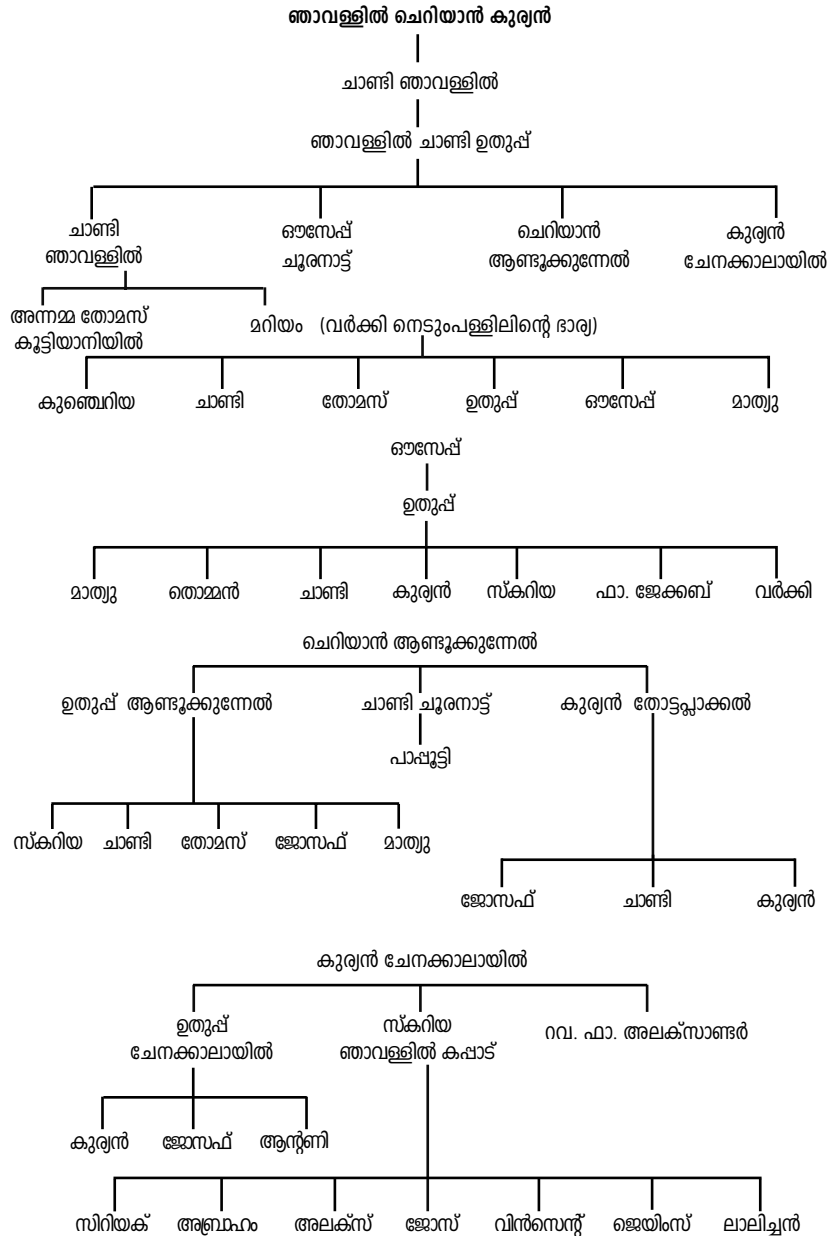 ഞാവള്ളിൽ ചെറിയാൻ കുര്യൻ
ചാണ്ടി ഞാവള്ളിൽ
ഞാവള്ളിൽ ചാണ്ടി ഉതുപ്പ്
ചാണ്ടി ഔസേപ്പ് ചെറിയാൻ കുര്യൻ
ഞാവള്ളിൽ ചൂരനാട്ട് ആണ്ടൂക്കുന്നേൽ ചേനക്കാലായിൽ
അന്നമ്മ തോമസ് മറിയം (വർക്കി നെടുംപള്ളിലിന്റെ ഭാര്യ)
കൂട്ടിയാനിയിൽ
കുഞ്ചെറിയ ചാണ്ടി തോമസ് ഉതുപ്പ് ഔസേപ്പ് മാത്യു
ഔസേപ്പ്
ഉതുപ്പ്
മാത്യു തൊമ്മൻ ചാണ്ടി കുര്യൻ സ്കറിയ ഫാ. ജേക്കബ് വർക്കി
ചെറിയാൻ ആണ്ടൂക്കുന്നേൽ
ഉതുപ്പ് ആണ്ടൂക്കുന്നേൽ ചാണ്ടി ചൂരനാട്ട് കുര്യൻ തോട്ടപ്ലാക്കൽ
പാപ്പൂട്ടി
സ്കറിയ ചാണ്ടി തോമസ് ജോസഫ് മാത്യു
ജോസഫ് ചാണ്ടി കുര്യൻ
കുര്യൻ ചേനക്കാലായിൽ
ഉതുപ്പ് സ്കറിയ റവ. ഫാ. അലക്സാണ്ടർ
ചേനക്കാലായിൽ ഞാവള്ളിൽ കപ്പാട്
കുര്യൻ ജോസഫ് ആന്റണി
സിറിയക് അബ്രാഹം അലക്സ് ജോസ് വിൻസെന്റ് ജെയിംസ് ലാലിച്ചൻ